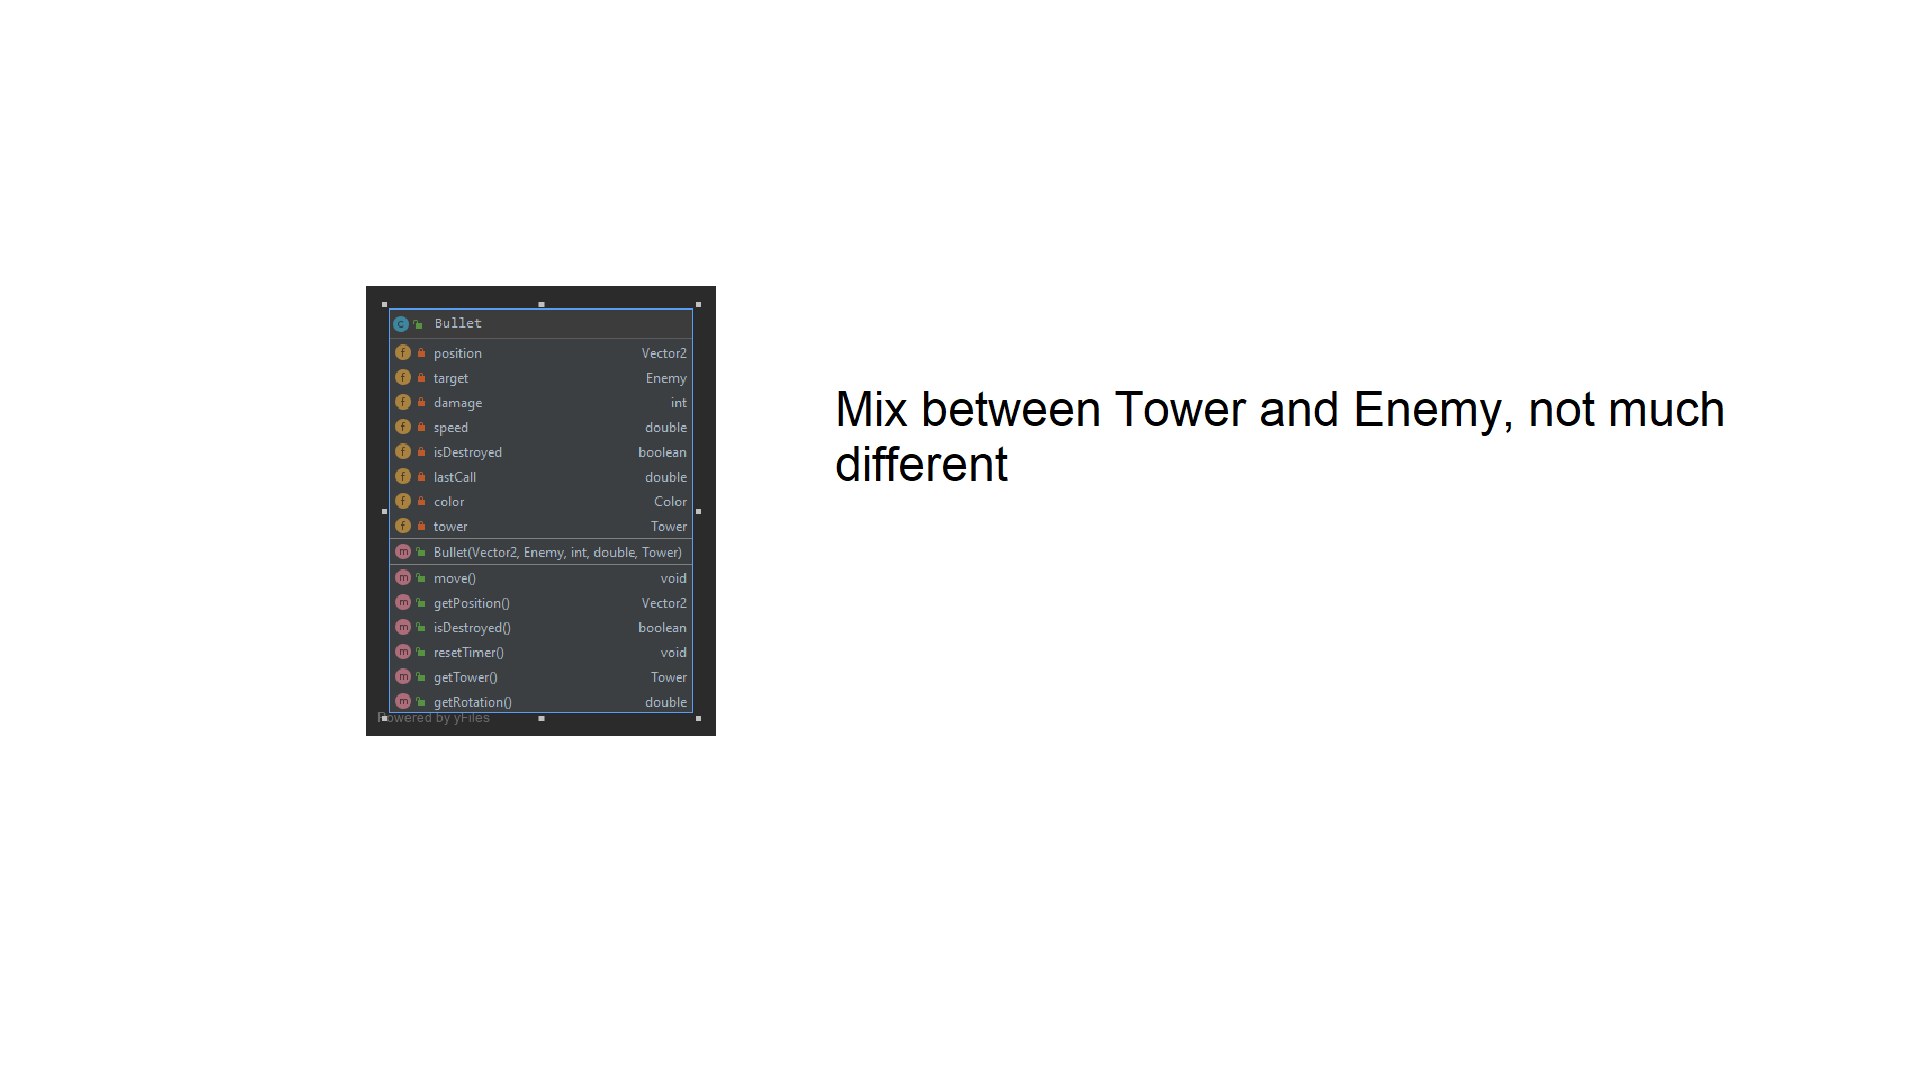 Bullet
position Vector2
target Enemy
damage int
speed double
isDestroyed boolean
lastCall double
color Color
tower Tower
Bullet(Vector2, Enemy, int, double, Tower)
move() void
getPosition() Vector2
isDestroyed() boolean
resetTimer() void
getTower() Tower
getRotation() double
Powered by yFiles
Mix between Tower and Enemy, not much
different